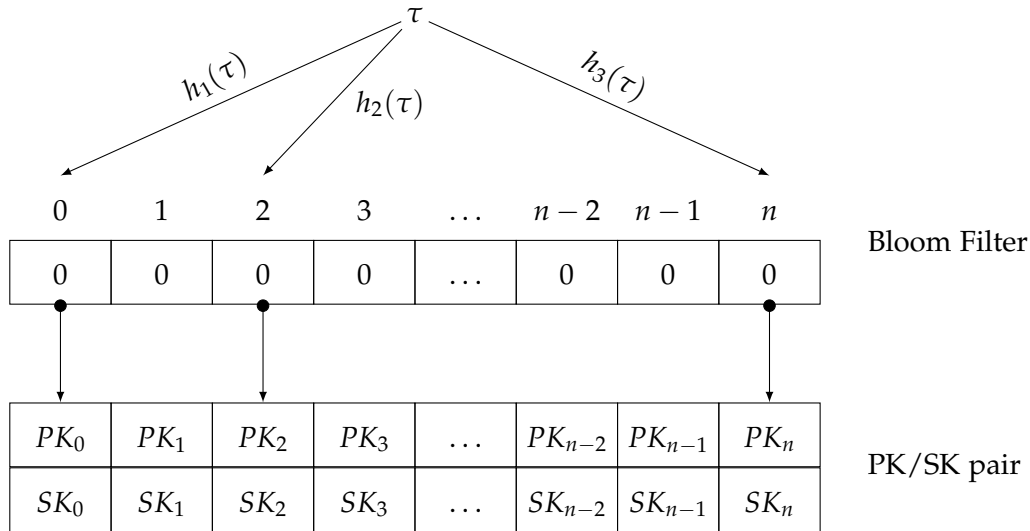 τ
h₁(τ)
h₂(τ)
h₃(τ)
0 1 2 3 … n − 2 n − 1 n
Bloom Filter
0 0 0 0 … 0 0 0
PK₀ PK₁ PK₂ PK₃ … PKₙ₋₂ PKₙ₋₁ PKₙ
PK/SK pair
SK₀ SK₁ SK₂ SK₃ … SKₙ₋₂ SKₙ₋₁ SKₙ